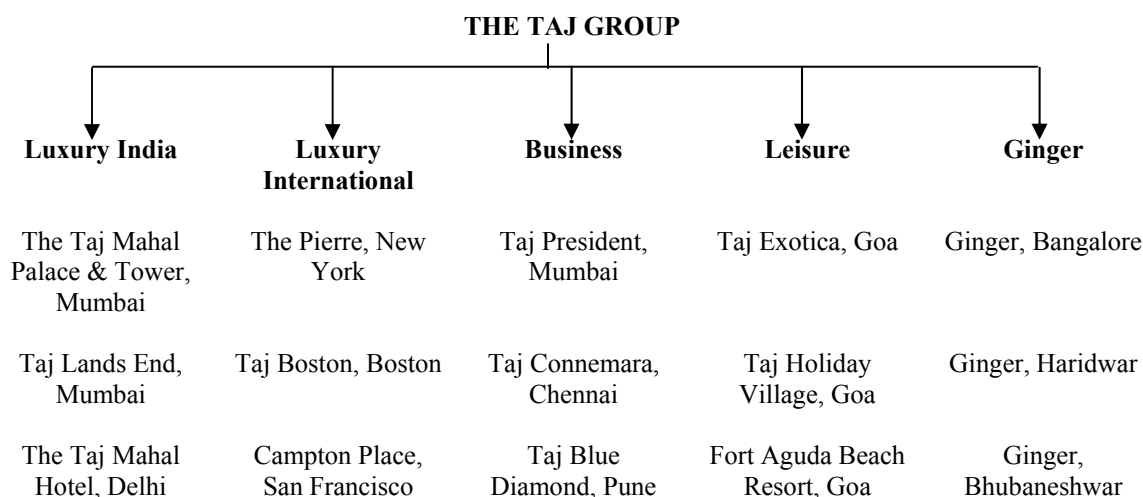 THE TAJ GROUP
Luxury India
Luxury
International
Business
Leisure
Ginger
The Taj Mahal
Palace & Tower,
Mumbai
The Pierre, New
York
Taj President,
Mumbai
Taj Exotica, Goa
Ginger, Bangalore
Taj Lands End,
Mumbai
Taj Boston, Boston
Taj Connemara,
Chennai
Taj Holiday
Village, Goa
Ginger, Haridwar
The Taj Mahal
Hotel, Delhi
Campton Place,
San Francisco
Taj Blue
Diamond, Pune
Fort Aguda Beach
Resort, Goa
Ginger,
Bhubaneshwar